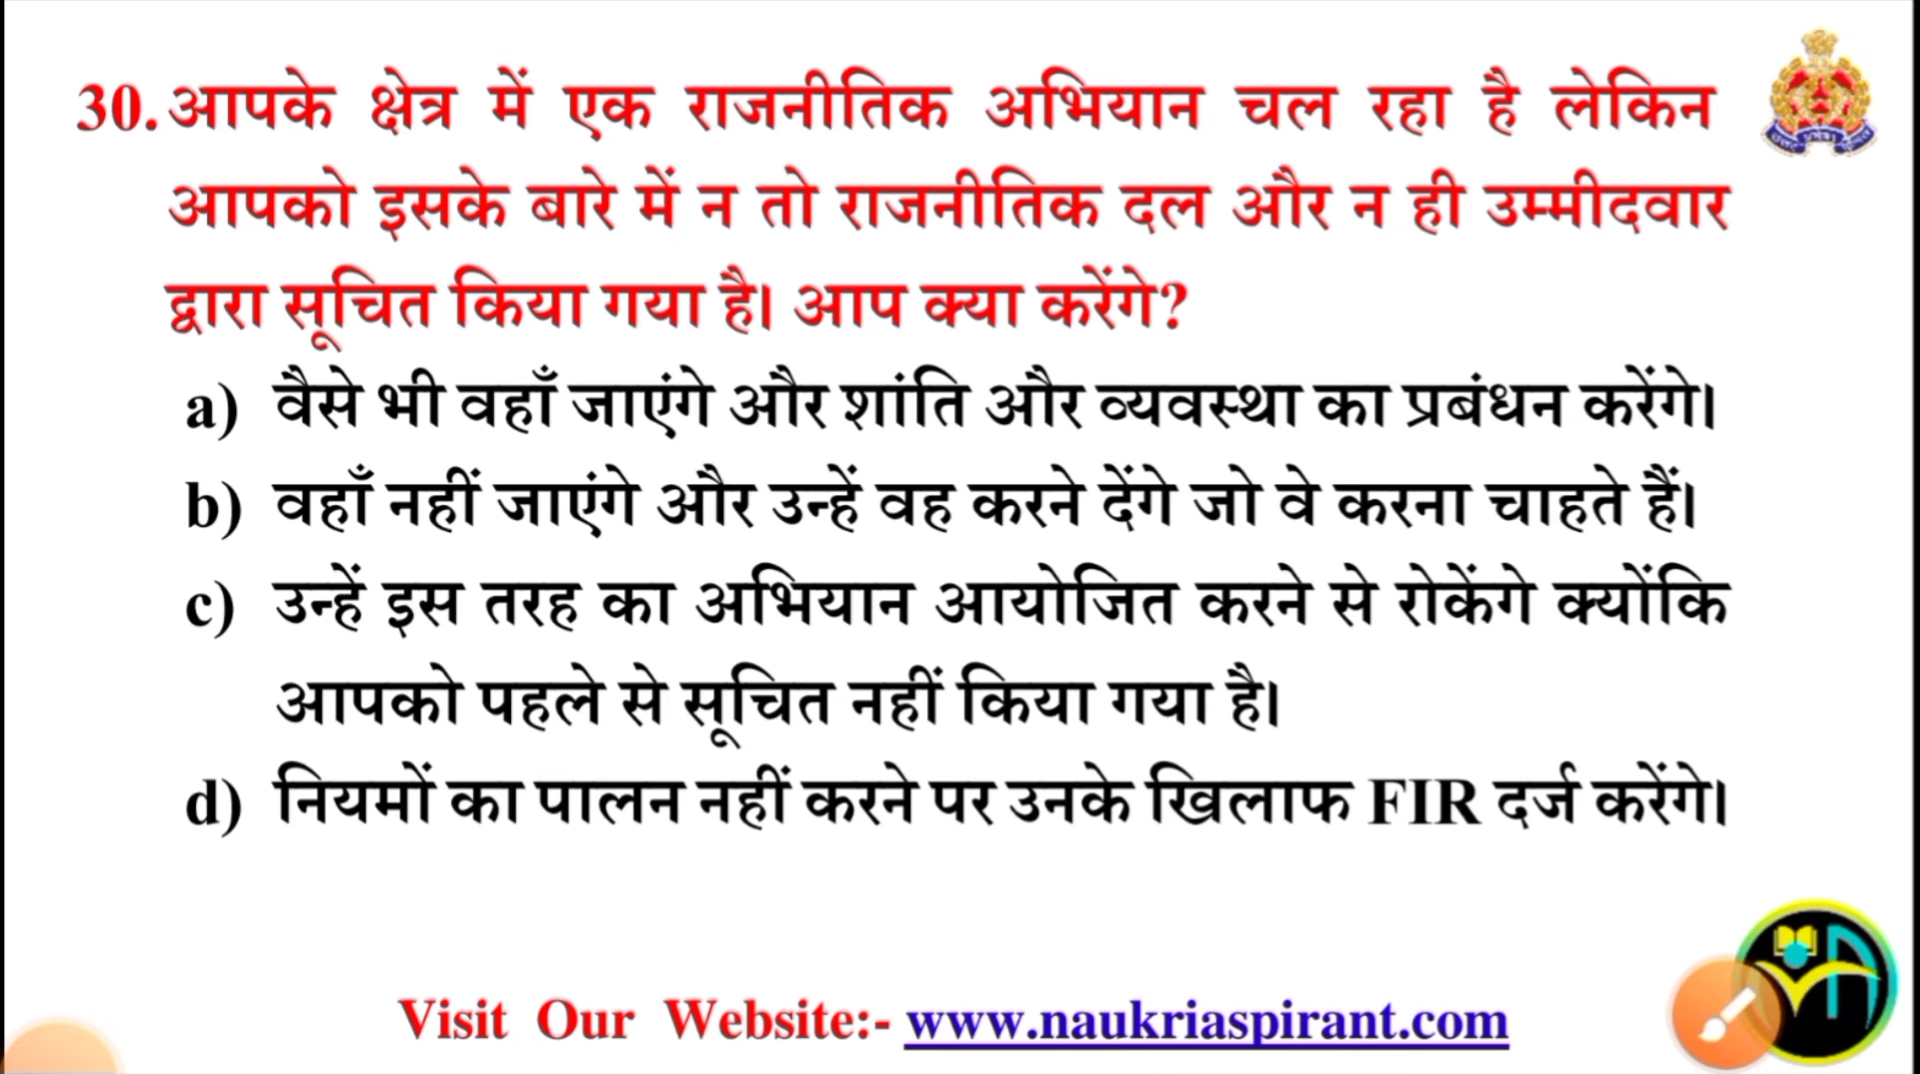 30. आपके क्षेत्र में एक राजनीतिक अभियान चल रहा है लेकिन
आपको इसके बारे में न तो राजनीतिक दल और न ही उम्मीदवार
द्वारा सूचित किया गया है। आप क्या करेंगे?
a) वैसे भी वहाँ जाएंगे और शांति और व्यवस्था का प्रबंधन करेंगे।
b) वहाँ नहीं जाएंगे और उन्हें वह करने देंगे जो वे करना चाहते हैं।
c) उन्हें इस तरह का अभियान आयोजित करने से रोकेंगे क्योंकि
आपको पहले से सूचित नहीं किया गया है।
d) नियमों का पालन नहीं करने पर उनके खिलाफ FIR दर्ज करेंगे।
Visit Our Website:- www.naukriaspirant.com